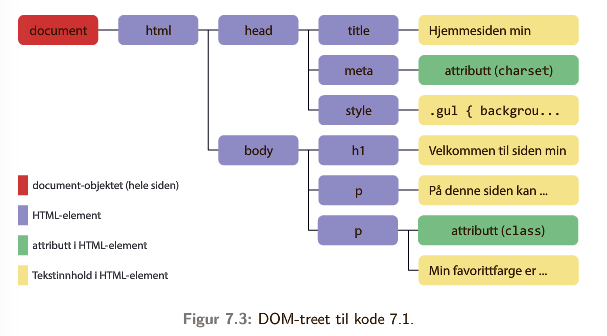 document html head title Hjemmesiden min
meta attributt (charset)
style .gul { backgrou...
body h1 Velkommen til siden min
p På denne siden kan ...
p attributt (class)
Min favorittfarge er ...
document-objektet (hele siden)
HTML-element
attributt i HTML-element
Tekstinnhold i HTML-element
Figur 7.3: DOM-treet til kode 7.1.